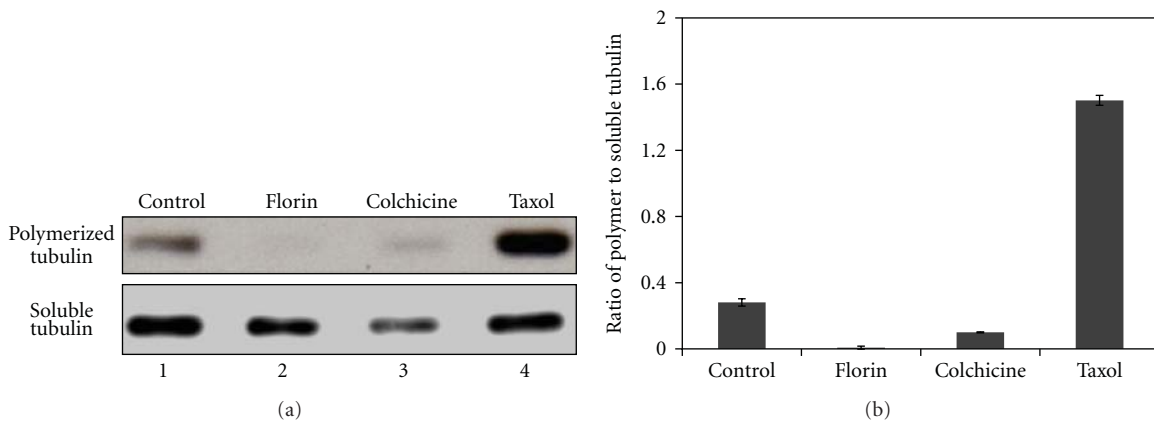 Control Florin Colchicine Taxol
Polymerized
tubulin
Soluble
tubulin
1 2 3 4
(a)
Ratio of polymer to soluble tubulin
2
1.6
1.2
0.8
0.4
0
Control Florin Colchicine Taxol
(b)